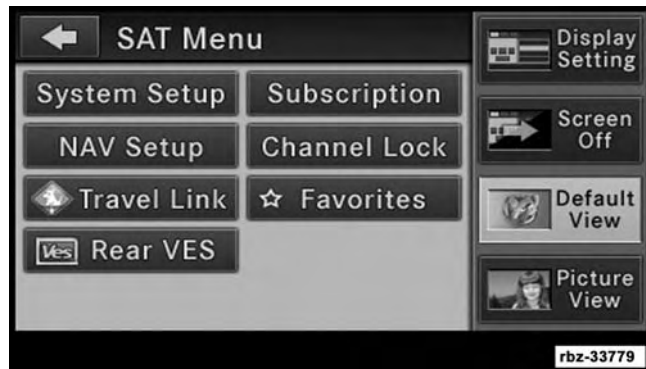 SAT Menu
System Setup
Subscription
NAV Setup
Channel Lock
Travel Link
Favorites
Ves Rear VES
Display
Setting
Screen
Off
Default
View
Picture
View
rbz-33779